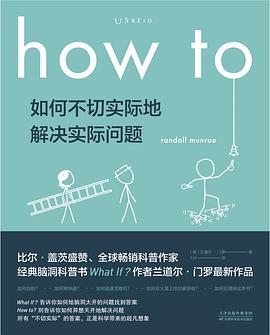 UNREAD
how to
如何不切实际地
解决实际问题
randall munroe
比尔·盖茨盛赞、全球畅销科普作家
经典脑洞科普书What If？作者兰道尔·门罗最新作品
What If？告诉你如何给脑洞大开的问题找到答案
How to？则告诉你如何异想天开地解决问题
所有“不切实际”的答案，正是科学带来的超凡想象